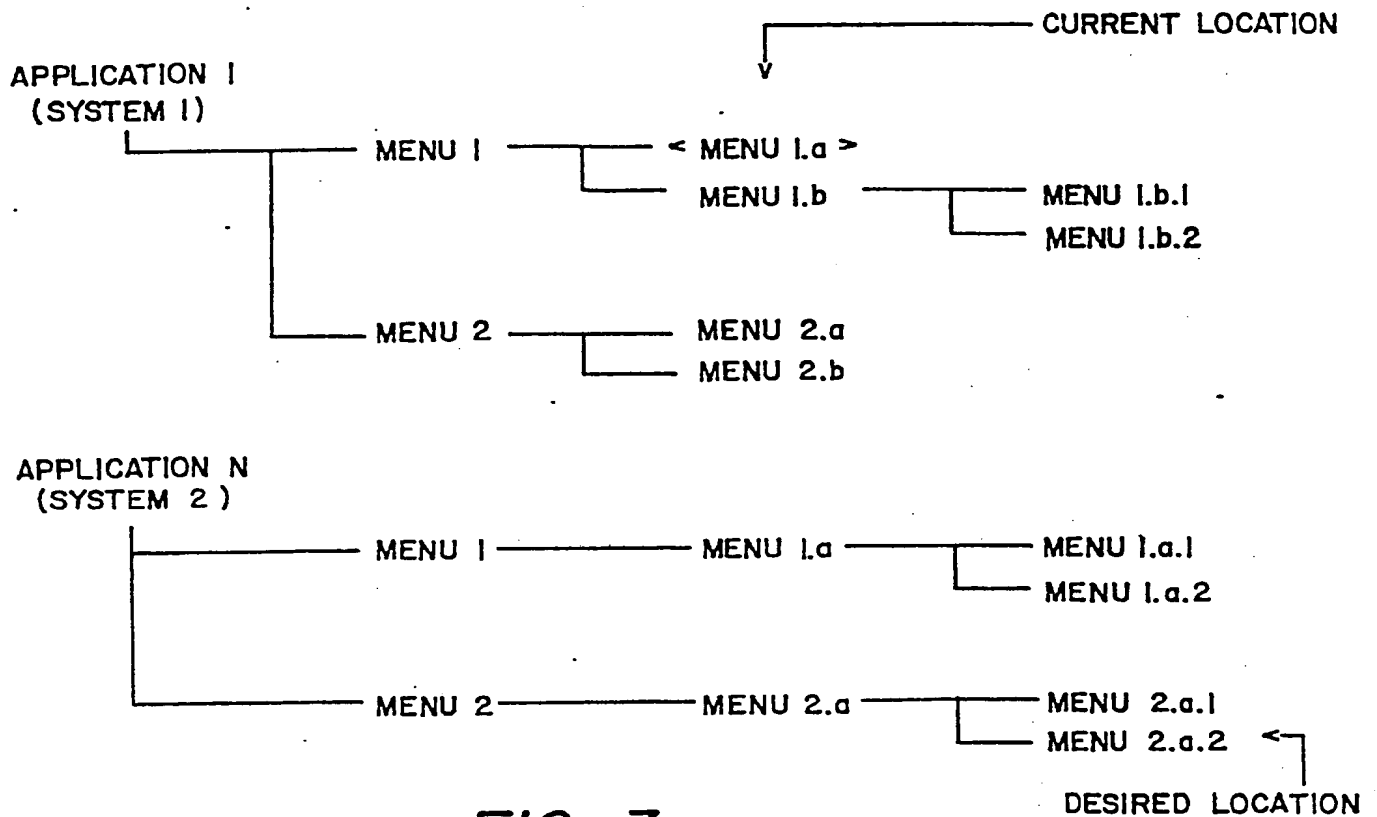 CURRENT LOCATION
APPLICATION 1
(SYSTEM 1)
MENU 1
< MENU 1.a >
MENU 1.b
MENU 1.b.1
MENU 1.b.2
MENU 2
MENU 2.a
MENU 2.b
APPLICATION N
(SYSTEM 2)
MENU 1
MENU 1.a
MENU 1.a.1
MENU 1.a.2
MENU 2
MENU 2.a
MENU 2.a.1
MENU 2.a.2
DESIRED LOCATION